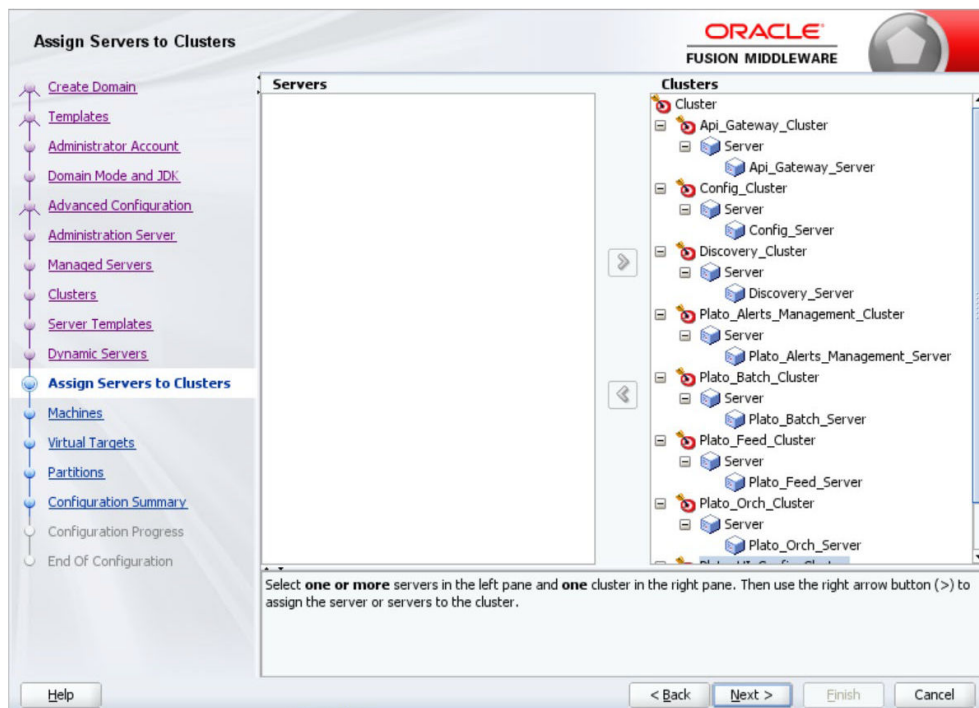 Assign Servers to Clusters
ORACLE
FUSION MIDDLEWARE
Create Domain
Templates
Administrator Account
Domain Mode and JDK
Advanced Configuration
Administration Server
Managed Servers
Clusters
Server Templates
Dynamic Servers
Assign Servers to Clusters
Machines
Virtual Targets
Partitions
Configuration Summary
Configuration Progress
End Of Configuration
Servers
Clusters
Cluster
Api_Gateway_Cluster
Server
Api_Gateway_Server
Config_Cluster
Server
Config_Server
Discovery_Cluster
Server
Discovery_Server
Plato_Alerts_Management_Cluster
Server
Plato_Alerts_Management_Server
Plato_Batch_Cluster
Server
Plato_Batch_Server
Plato_Feed_Cluster
Server
Plato_Feed_Server
Plato_Orch_Cluster
Server
Plato_Orch_Server
Select one or more servers in the left pane and one cluster in the right pane. Then use the right arrow button (>) to
assign the server or servers to the cluster.
Help
< Back
Next >
Finish
Cancel